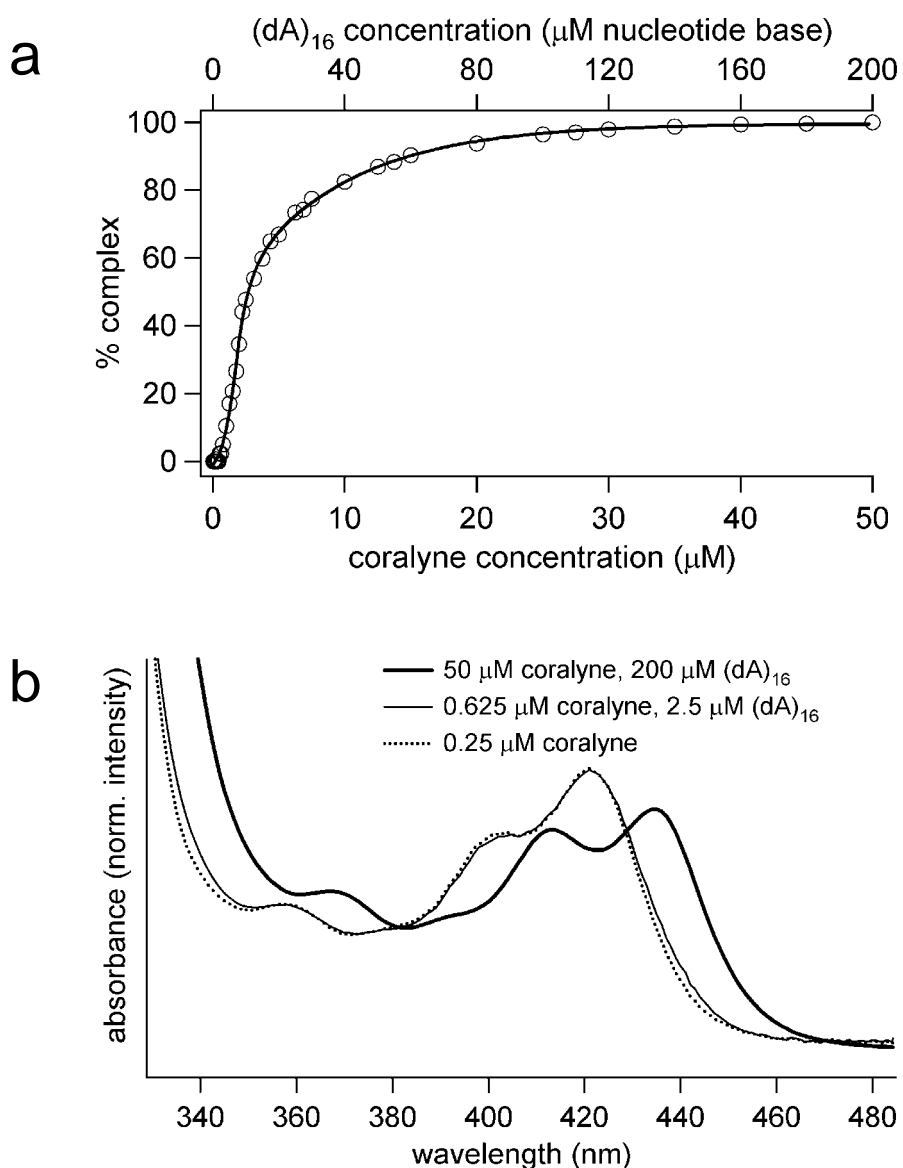 a
(dA)16 concentration (μM nucleotide base)
0 40 80 120 160 200
100
80
60
40
20
0
% complex
0 10 20 30 40 50
coralyne concentration (μM)
b
50 μM coralyne, 200 μM (dA)16
0.625 μM coralyne, 2.5 μM (dA)16
0.25 μM coralyne
absorbance (norm. intensity)
340 360 380 400 420 440 460 480
wavelength (nm)